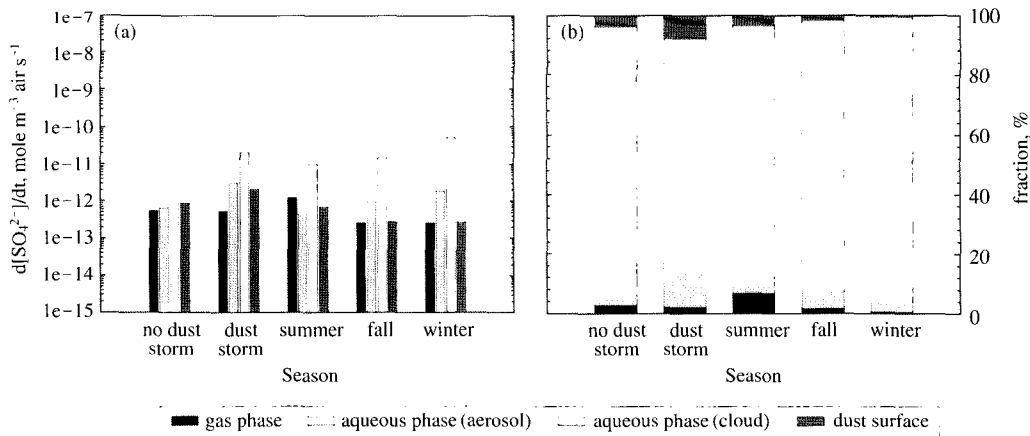 (a)
1e−7
1e−8
1e−9
1e−10
1e−11
1e−12
1e−13
1e−14
1e−15
d[SO₄²⁻]/dt, mole m⁻³ air s⁻¹
no dust storm
dust storm
summer
fall
winter
Season
(b)
100
80
60
40
20
0
fraction, %
no dust storm
dust storm
summer
fall
winter
Season
gas phase
aqueous phase (aerosol)
aqueous phase (cloud)
dust surface